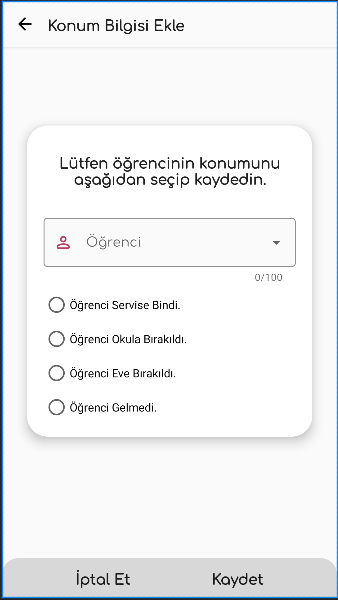 Konum Bilgisi Ekle
Lütfen öğrencinin konumunu
aşağıdan seçip kaydedin.
Öğrenci
0/100
Öğrenci Servise Bindi.
Öğrenci Okula Bırakıldı.
Öğrenci Eve Bırakıldı.
Öğrenci Gelmedi.
İptal Et
Kaydet